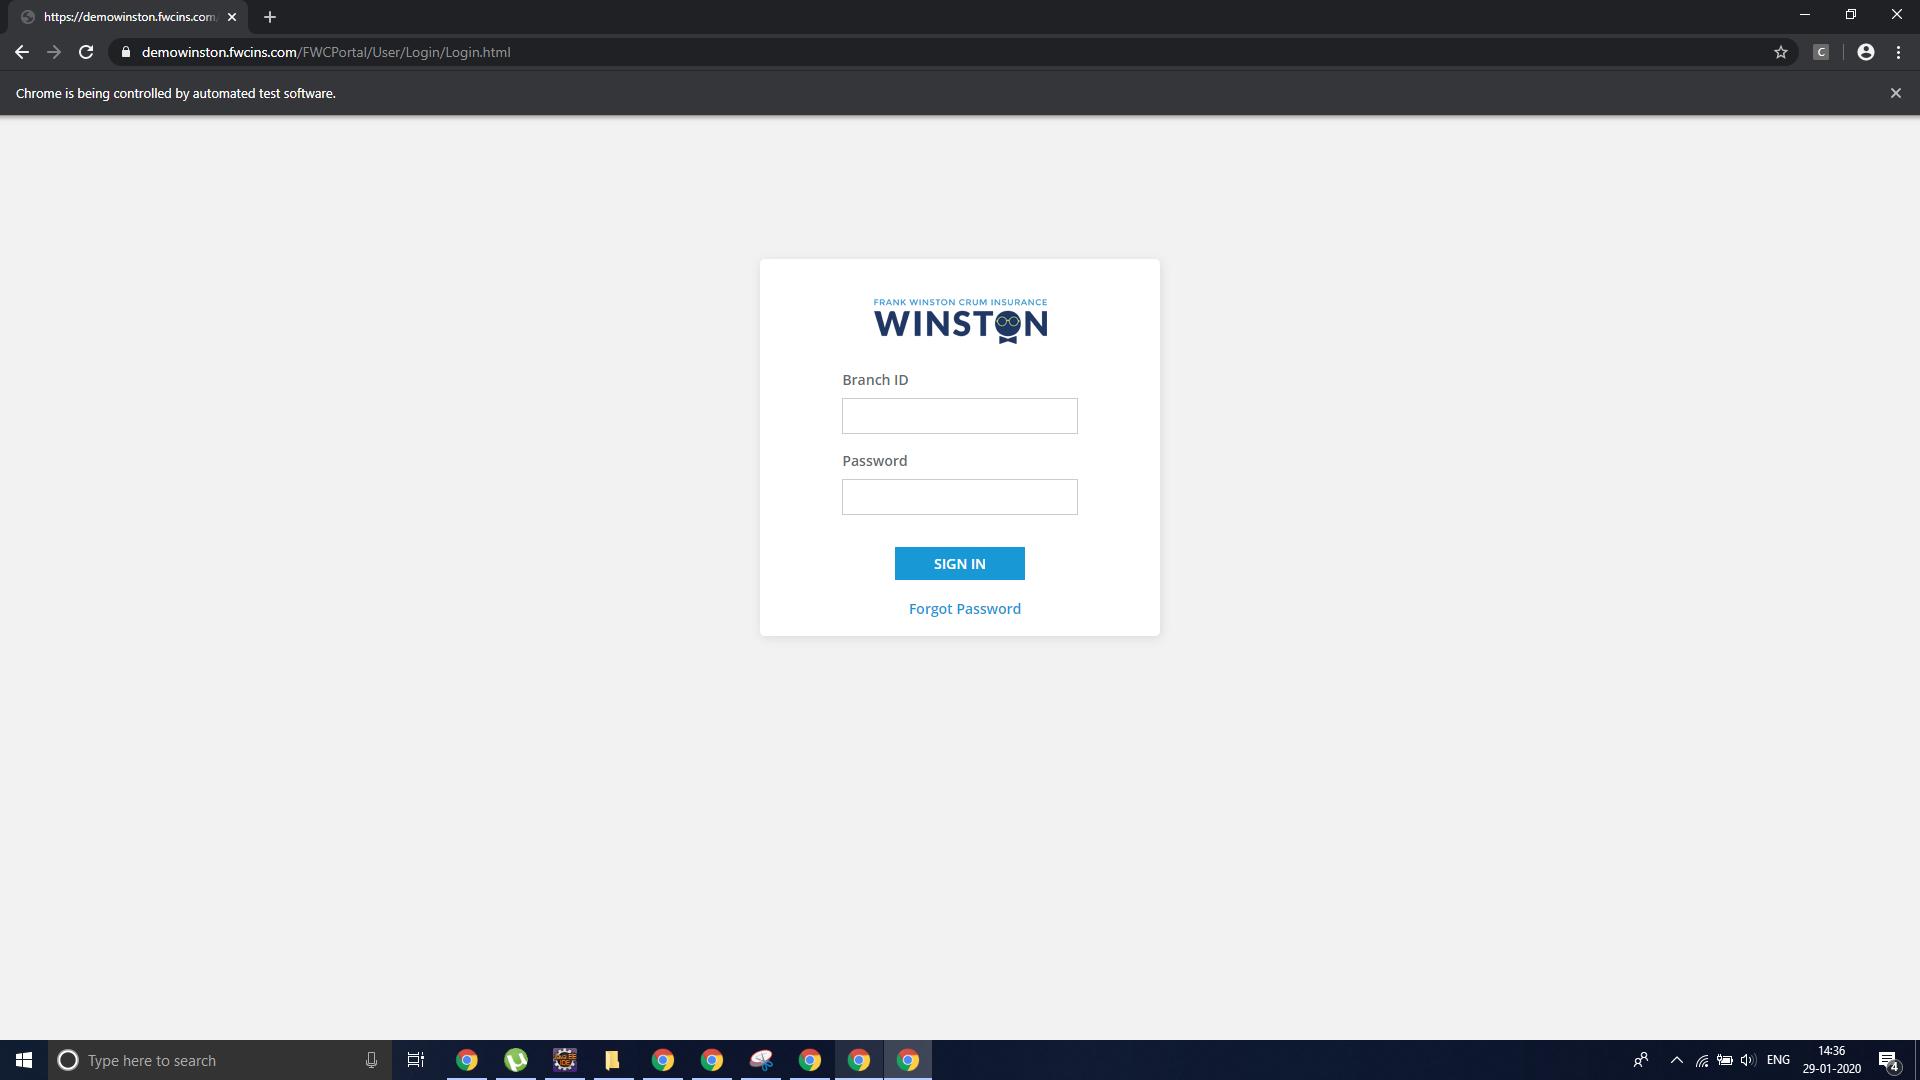 https://demowinston.fwcins.com/
demowinston.fwcins.com/FWCPortal/User/Login/Login.html
C
Chrome is being controlled by automated test software.
FRANK WINSTON CRUM INSURANCE
WINSTON
Branch ID
Password
SIGN IN
Forgot Password
Type here to search
ENG
14:36
29-01-2020
4